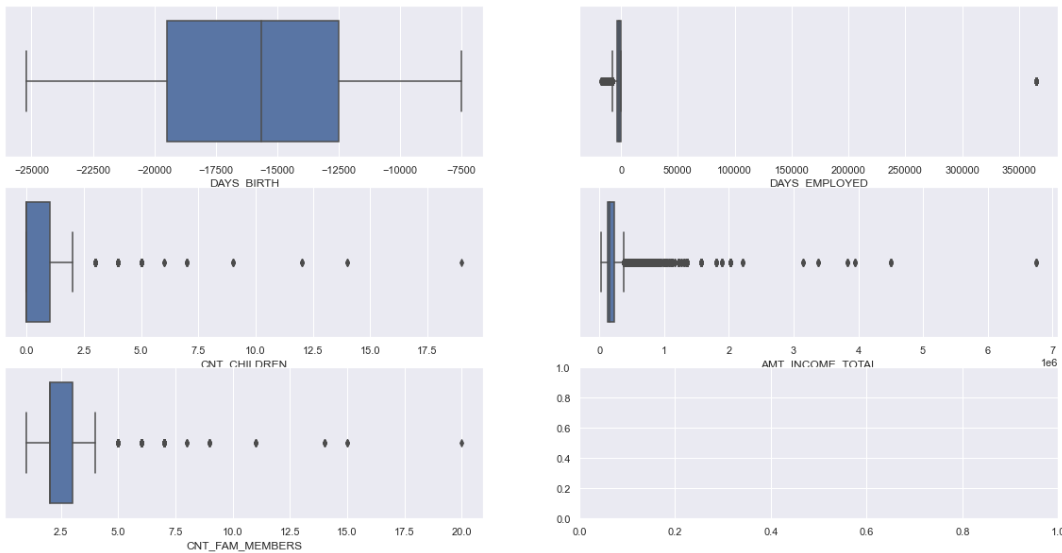 −25000 −22500 −20000 −17500 −15000 −12500 −10000 −7500
DAYS_BIRTH
0 50000 100000 150000 200000 250000 300000 350000
DAYS_EMPLOYED
0.0 2.5 5.0 7.5 10.0 12.5 15.0 17.5
CNT_CHILDREN
0 1 2 3 4 5 6 7
1e6
AMT_INCOME_TOTAL
2.5 5.0 7.5 10.0 12.5 15.0 17.5 20.0
CNT_FAM_MEMBERS
1.0
0.8
0.6
0.4
0.2
0.0
0.0 0.2 0.4 0.6 0.8 1.0